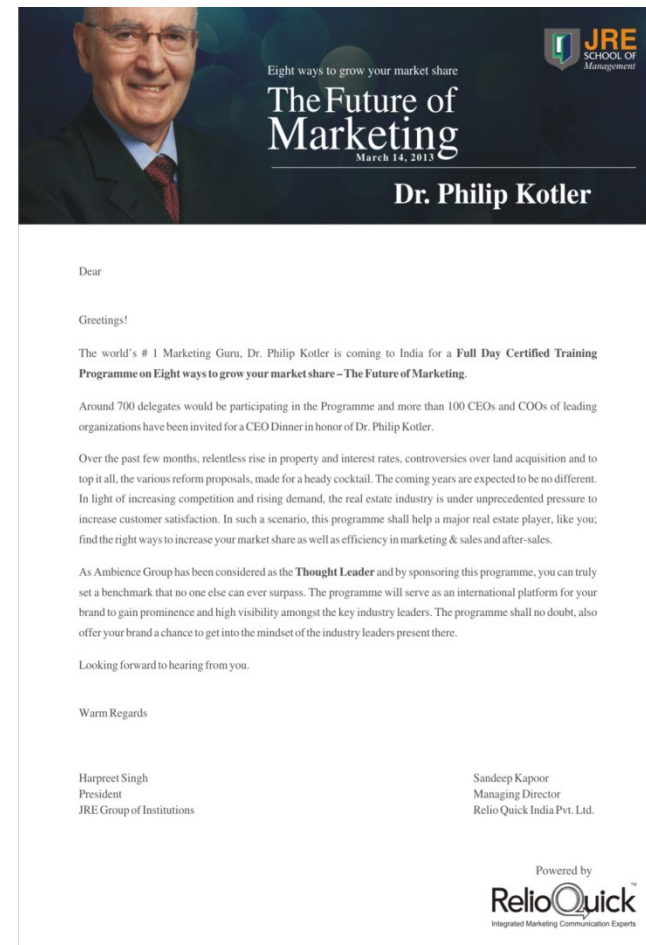 JRE
SCHOOL OF
Management
Eight ways to grow your market share
The Future of
Marketing
March 14, 2013
Dr. Philip Kotler
Dear
Greetings!
The world's # 1 Marketing Guru, Dr. Philip Kotler is coming to India for a Full Day Certified Training
Programme on Eight ways to grow your market share – The Future of Marketing.
Around 700 delegates would be participating in the Programme and more than 100 CEOs and COOs of leading
organizations have been invited for a CEO Dinner in honor of Dr. Philip Kotler.
Over the past few months, relentless rise in property and interest rates, controversies over land acquisition and to
top it all, the various reform proposals, made for a heady cocktail. The coming years are expected to be no different.
In light of increasing competition and rising demand, the real estate industry is under unprecedented pressure to
increase customer satisfaction. In such a scenario, this programme shall help a major real estate player, like you;
find the right ways to increase your market share as well as efficiency in marketing & sales and after-sales.
As Ambience Group has been considered as the Thought Leader and by sponsoring this programme, you can truly
set a benchmark that no one else can ever surpass. The programme will serve as an international platform for your
brand to gain prominence and high visibility amongst the key industry leaders. The programme shall no doubt, also
offer your brand a chance to get into the mindset of the industry leaders present there.
Looking forward to hearing from you.
Warm Regards
Harpreet Singh
President
JRE Group of Institutions
Sandeep Kapoor
Managing Director
Relio Quick India Pvt. Ltd.
Powered by
RelioQuick™
Integrated Marketing Communication Experts